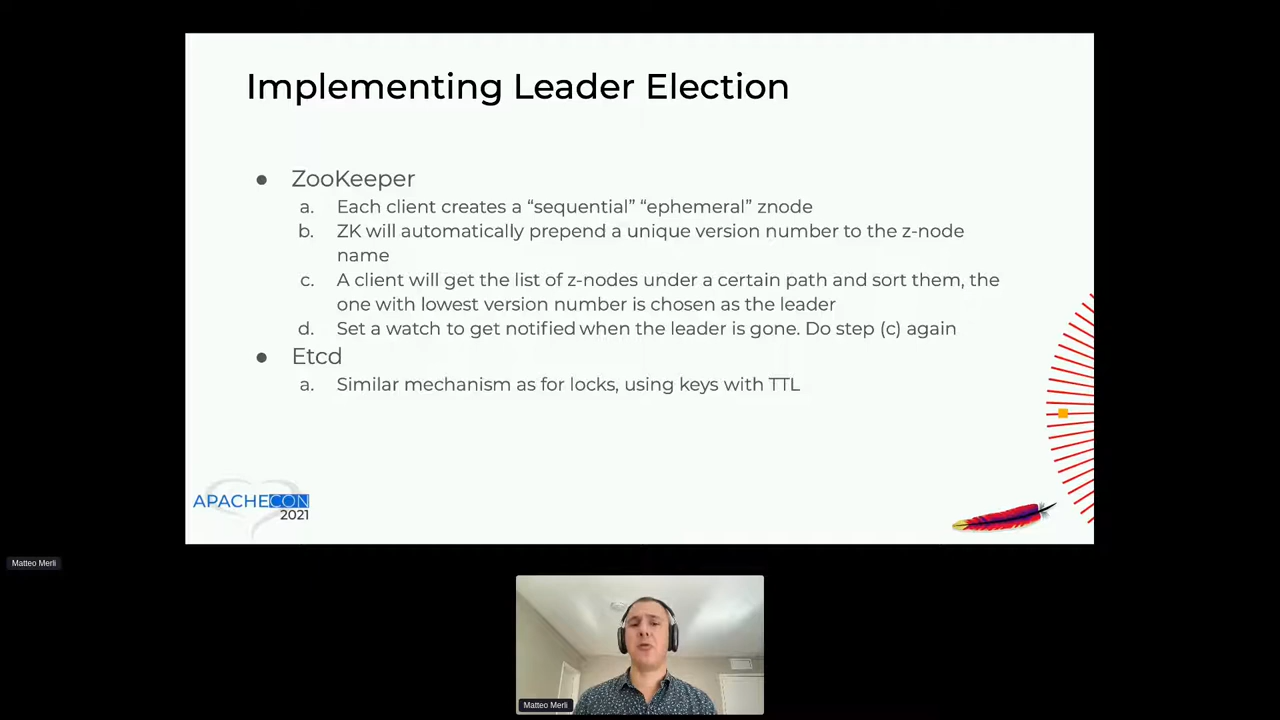 Implementing Leader Election
● ZooKeeper
a. Each client creates a “sequential” “ephemeral” znode
b. ZK will automatically prepend a unique version number to the z-node
name
c. A client will get the list of z-nodes under a certain path and sort them, the
one with lowest version number is chosen as the leader
d. Set a watch to get notified when the leader is gone. Do step (c) again
● Etcd
a. Similar mechanism as for locks, using keys with TTL
APACHECON
2021
Matteo Merli
Matteo Merli